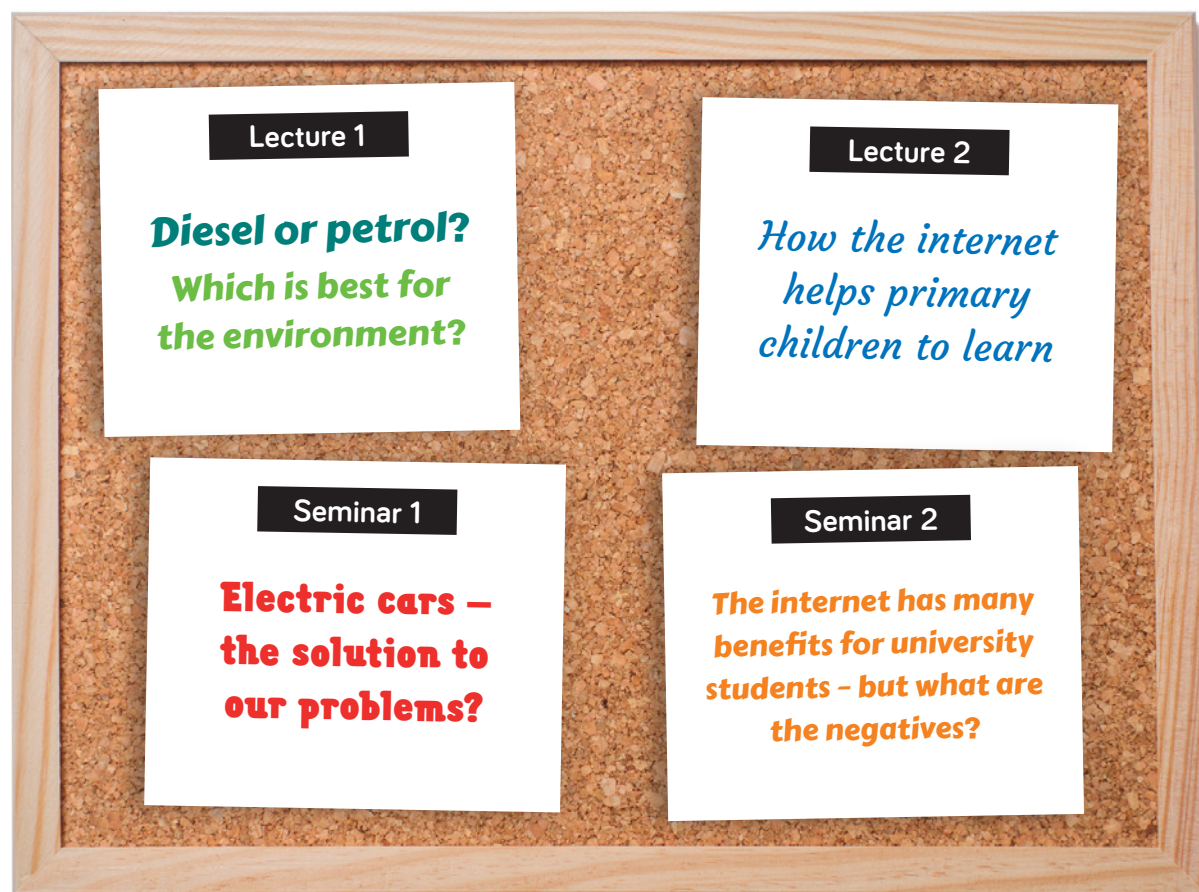 Lecture 1
Diesel or petrol?
Which is best for
the environment?
Lecture 2
How the internet
helps primary
children to learn
Seminar 1
Electric cars –
the solution to
our problems?
Seminar 2
The internet has many
benefits for university
students – but what are
the negatives?